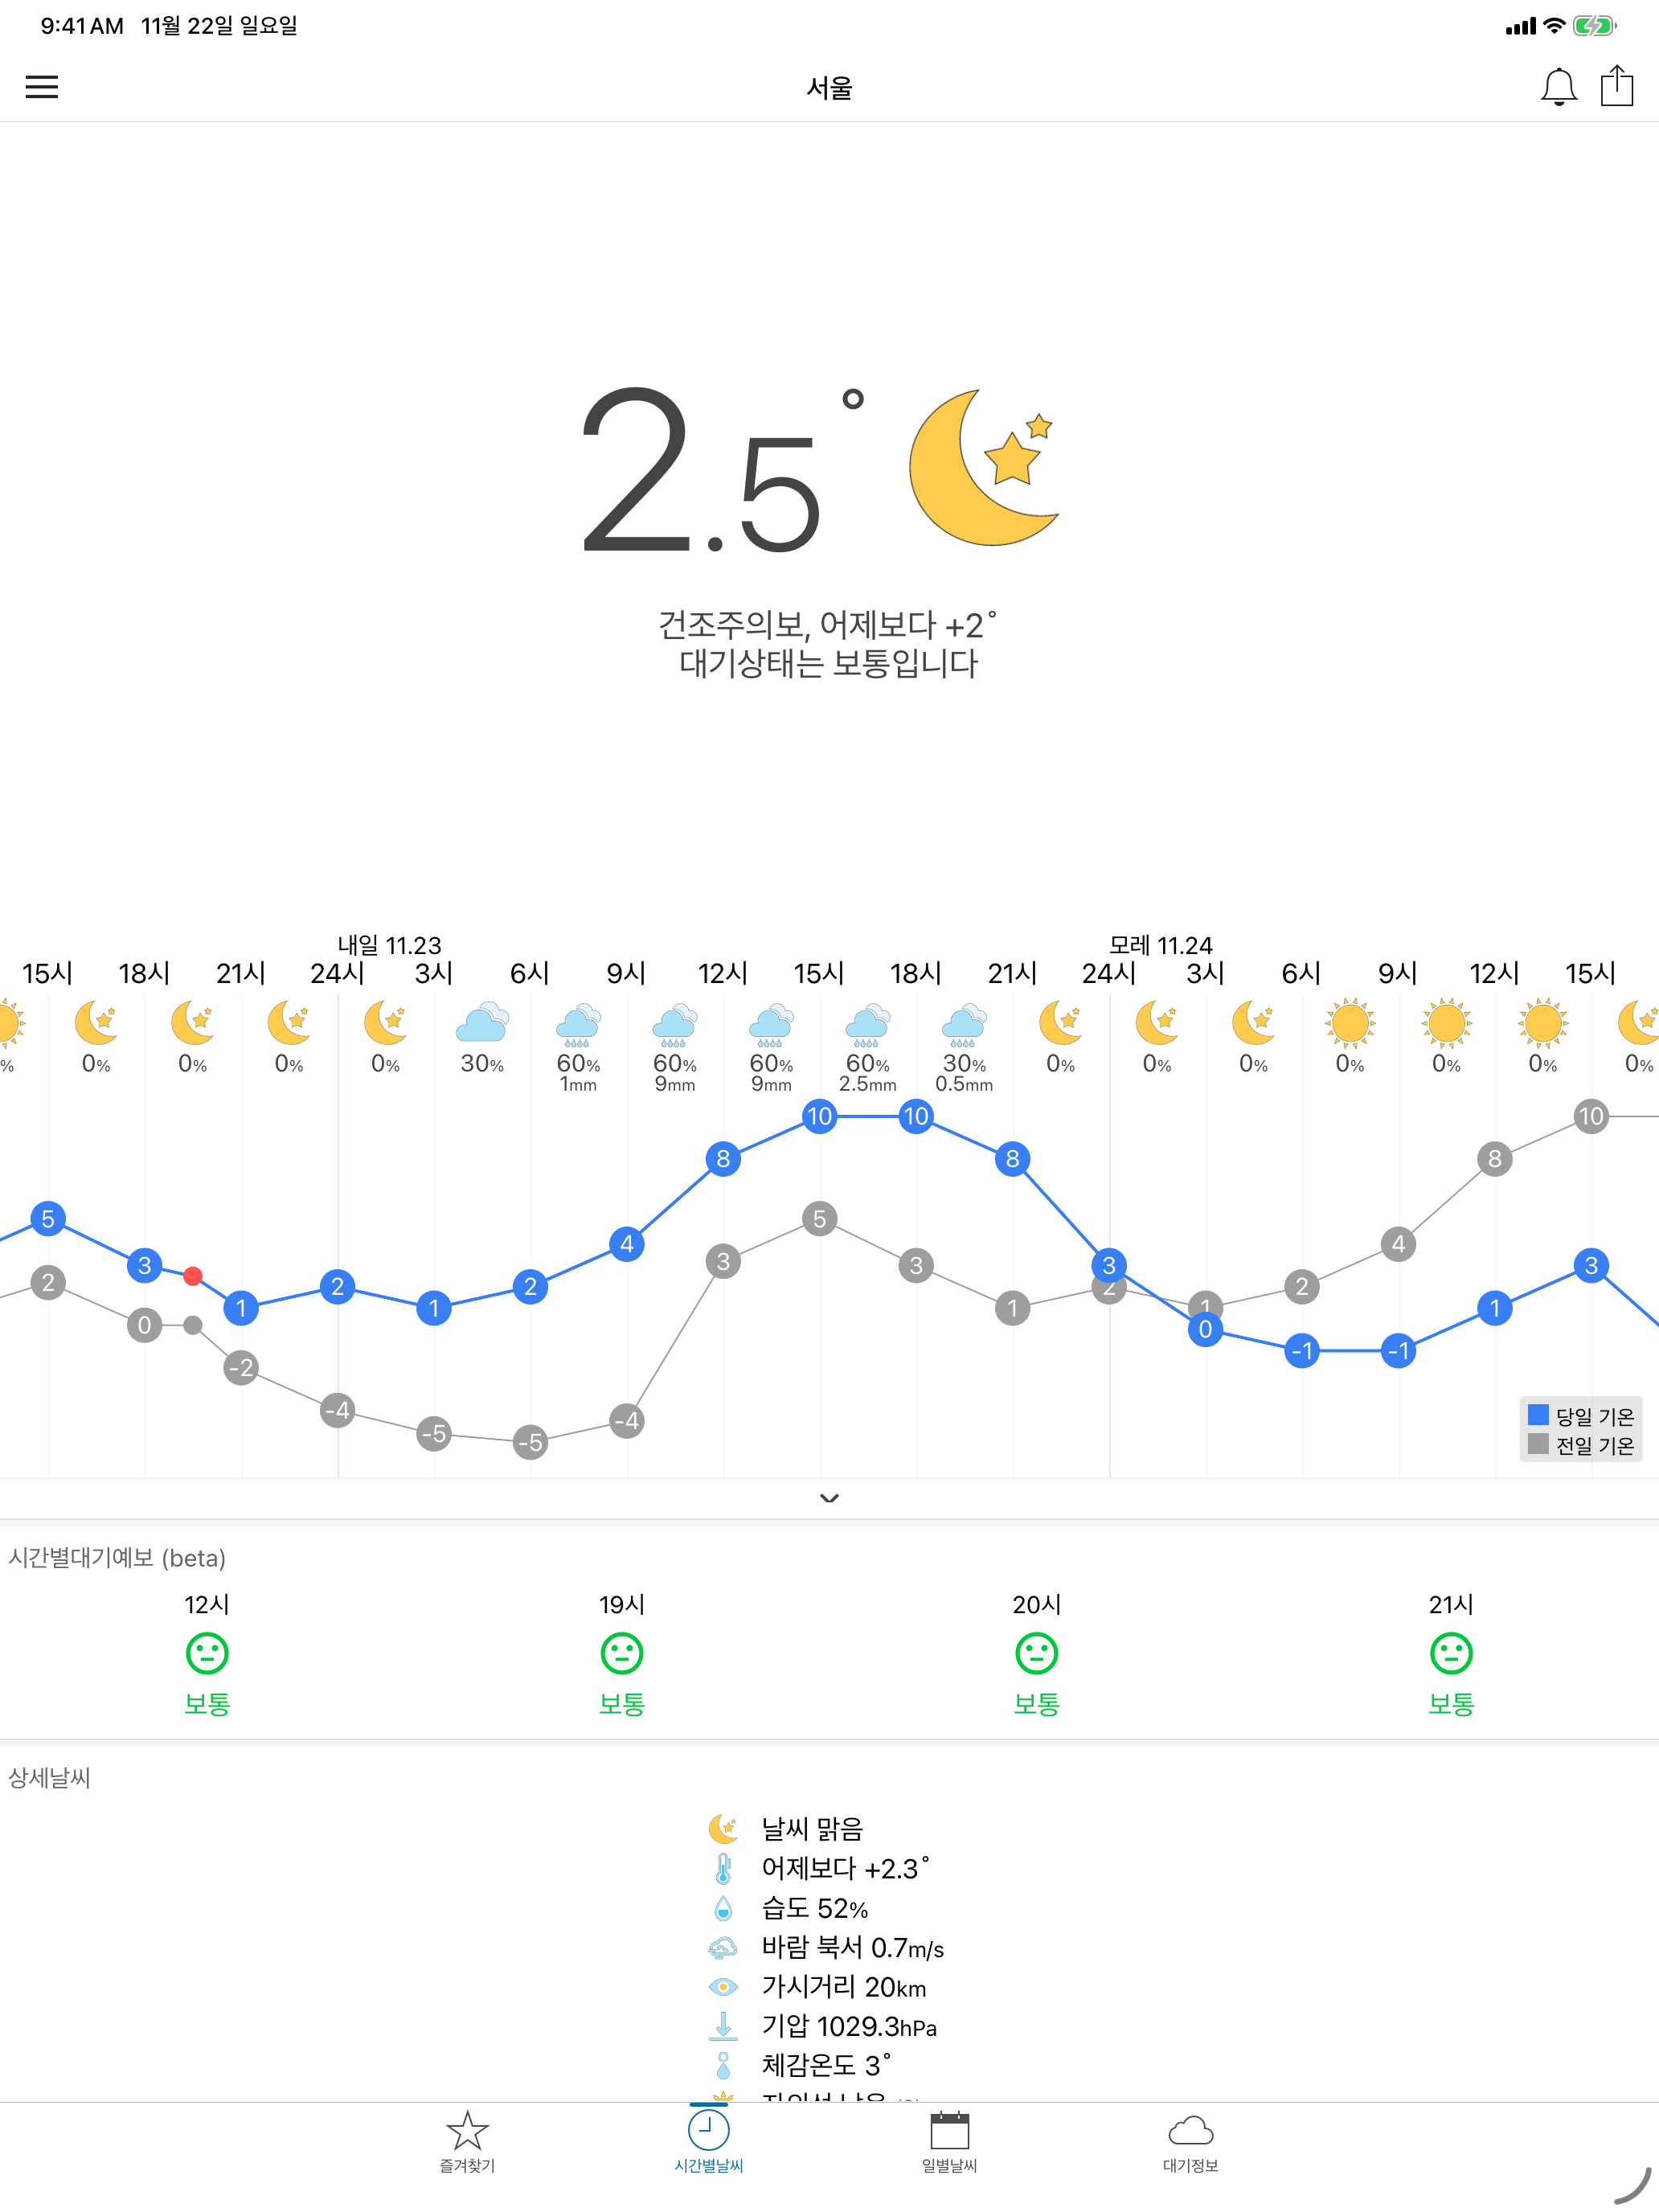 9:41 AM 11월 22일 일요일
서울
2.5°
건조주의보, 어제보다 +2°
대기상태는 보통입니다
내일 11.23 모레 11.24
15시 18시 21시 24시 3시 6시 9시 12시 15시 18시 21시 24시 3시 6시 9시 12시 15시
% 0% 0% 0% 0% 30% 60% 60% 60% 60% 30% 0% 0% 0% 0% 0% 0% 0%
1mm 9mm 9mm 2.5mm 0.5mm
5 3 1 2 1 2 4 8 10 10 8 3 0 -1 -1 1 3
2 0 -2 -4 -5 -5 -4 3 5 3 1 2 1 2 4 8 10
당일 기온
전일 기온
시간별대기예보 (beta)
12시 19시 20시 21시
보통 보통 보통 보통
상세날씨
날씨 맑음
어제보다 +2.3°
습도 52%
바람 북서 0.7m/s
가시거리 20km
기압 1029.3hPa
체감온도 3°
즐겨찾기 시간별날씨 일별날씨 대기정보